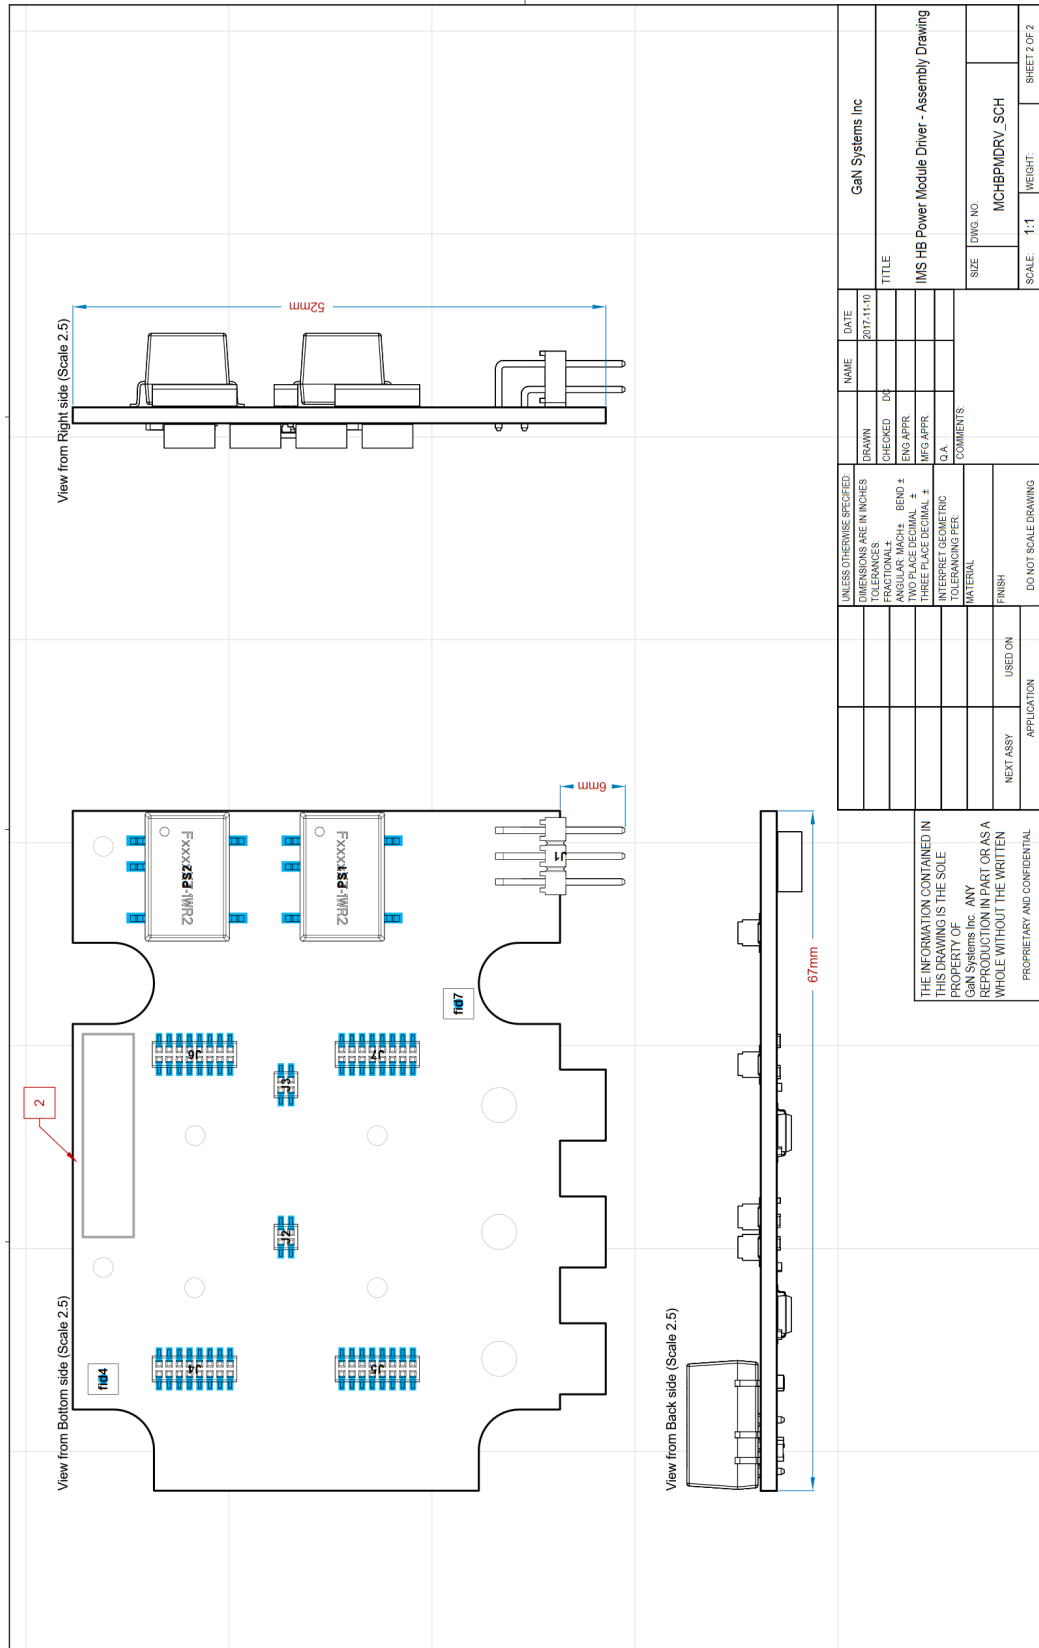 View from Bottom side (Scale 2.5)
View from Right side (Scale 2.5)
2
52mm
fid4
fid7
J4
J5
J2
J3
J6
J7
PS2
PS1
J1
6mm
View from Back side (Scale 2.5)
67mm
THE INFORMATION CONTAINED IN
THIS DRAWING IS THE SOLE
PROPERTY OF
GaN Systems Inc. ANY
REPRODUCTION IN PART OR AS A
WHOLE WITHOUT THE WRITTEN
PROPRIETARY AND CONFIDENTIAL
NEXT ASSY
USED ON
APPLICATION
UNLESS OTHERWISE SPECIFIED:
DIMENSIONS ARE IN INCHES
TOLERANCES:
FRACTIONAL±
ANGULAR: MACH± BEND ±
TWO PLACE DECIMAL ±
THREE PLACE DECIMAL ±
INTERPRET GEOMETRIC
TOLERANCING PER:
MATERIAL
FINISH
DO NOT SCALE DRAWING
NAME
DATE
DRAWN
2017-11-10
CHECKED
DC
ENG APPR.
MFG APPR.
Q.A.
COMMENTS:
GaN Systems Inc
TITLE
IMS HB Power Module Driver - Assembly Drawing
SIZE
DWG. NO.
MCHBPMDRV_SCH
SCALE: 1:1
WEIGHT:
SHEET 2 OF 2